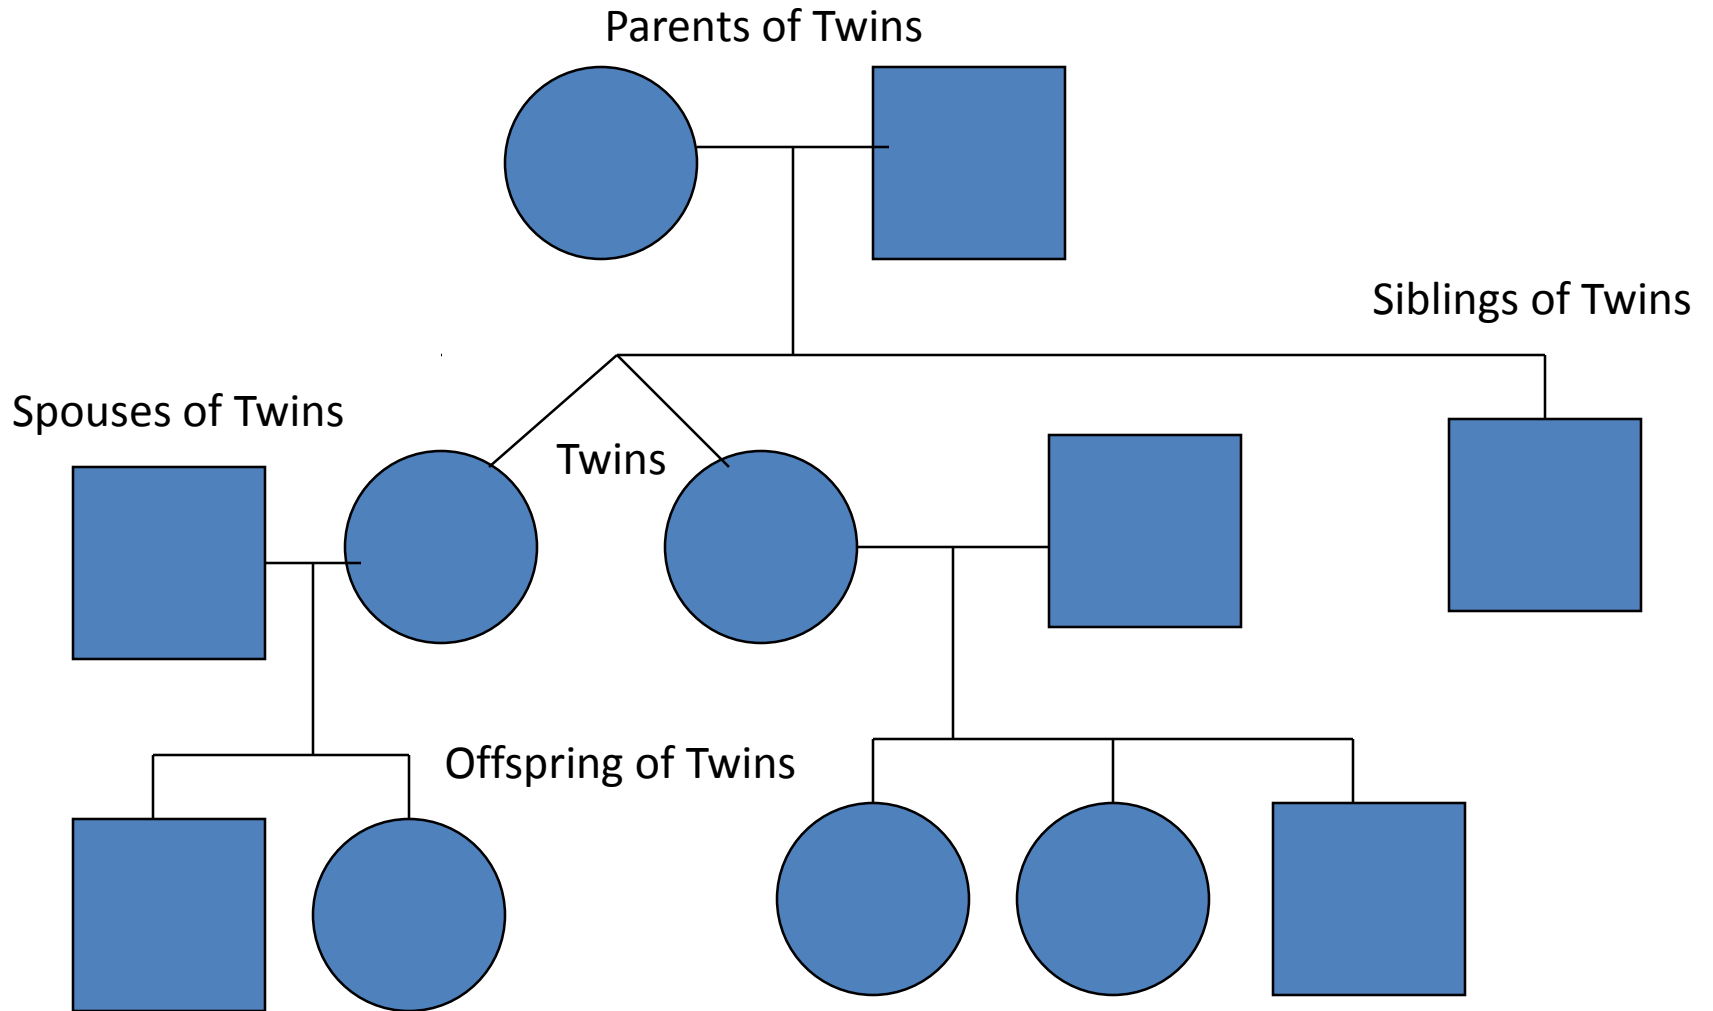 Parents of Twins
Siblings of Twins
Spouses of Twins
Twins
Offspring of Twins